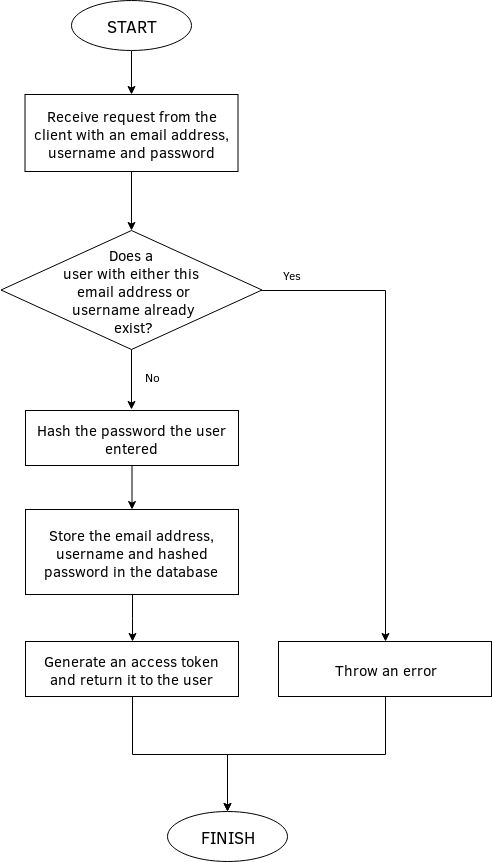 START
Receive request from the
client with an email address,
username and password
Does a
user with either this
email address or
username already
exist?
Yes
No
Hash the password the user
entered
Store the email address,
username and hashed
password in the database
Generate an access token
and return it to the user
Throw an error
FINISH